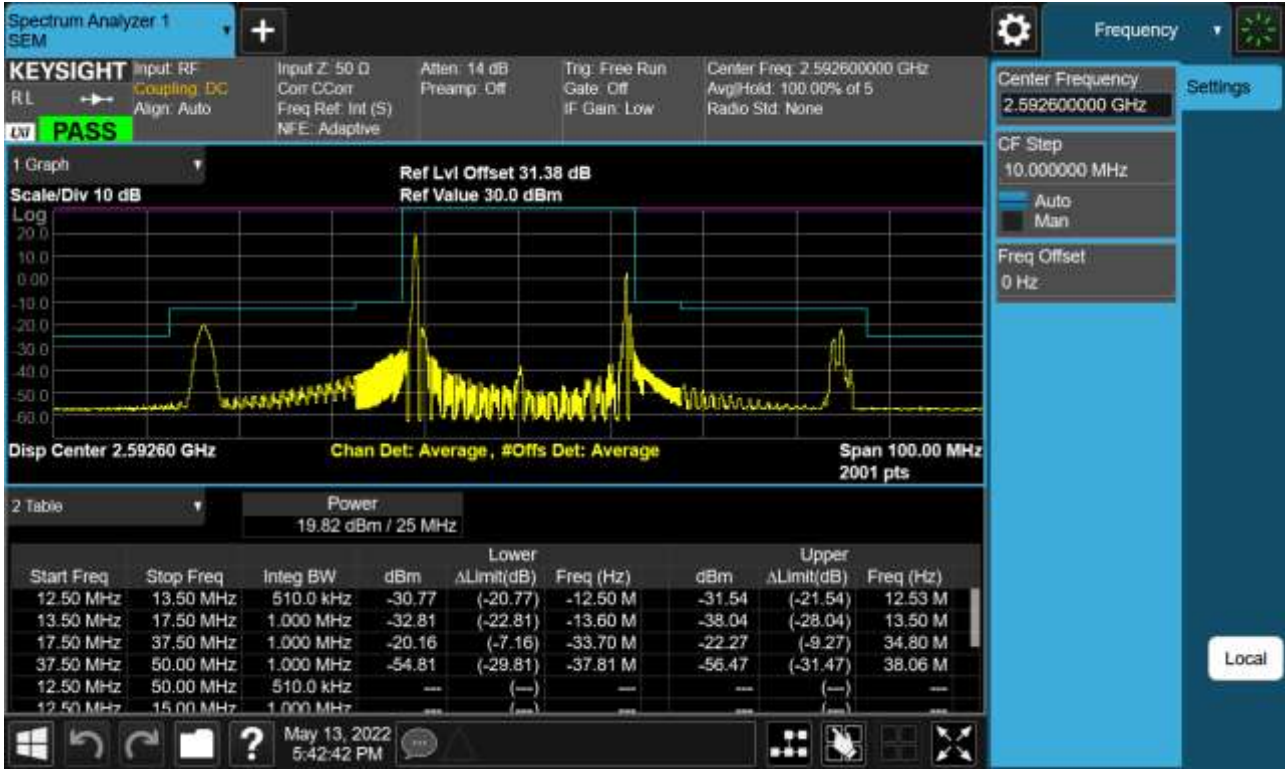 Spectrum Analyzer 1
SEM
Frequency
KEYSIGHT
RL
LXI
PASS
Input: RF
Coupling: DC
Align: Auto
Input Z: 50 Ω
Corr CCorr
Freq Ref: Int (S)
NFE: Adaptive
Atten: 14 dB
Preamp: Off
Trig: Free Run
Gate: Off
IF Gain: Low
Center Freq: 2.592600000 GHz
Avg|Hold: 100.00% of 5
Radio Std: None
Center Frequency
2.592600000 GHz
Settings
CF Step
10.000000 MHz
Auto
Man
Freq Offset
0 Hz
1 Graph
Scale/Div 10 dB
Ref Lvl Offset 31.38 dB
Ref Value 30.0 dBm
Log
20.0
10.0
0.00
-10.0
-20.0
-30.0
-40.0
-50.0
-60.0
Disp Center 2.59260 GHz
Chan Det: Average, #Offs Det: Average
Span 100.00 MHz
2001 pts
2 Table
Power
19.82 dBm / 25 MHz
Lower Upper
Start Freq Stop Freq Integ BW dBm ΔLimit(dB) Freq (Hz) dBm ΔLimit(dB) Freq (Hz)
12.50 MHz 13.50 MHz 510.0 kHz -30.77 (-20.77) -12.50 M -31.54 (-21.54) 12.53 M
13.50 MHz 17.50 MHz 1.000 MHz -32.81 (-22.81) -13.60 M -38.04 (-28.04) 13.50 M
17.50 MHz 37.50 MHz 1.000 MHz -20.16 (-7.16) -33.70 M -22.27 (-9.27) 34.80 M
37.50 MHz 50.00 MHz 1.000 MHz -54.81 (-29.81) -37.81 M -56.47 (-31.47) 38.06 M
12.50 MHz 50.00 MHz 510.0 kHz --- (---) --- --- (---) ---
12.50 MHz 15.00 MHz 1.000 MHz --- (---) --- --- (---) ---
Local
May 13, 2022
5:42:42 PM